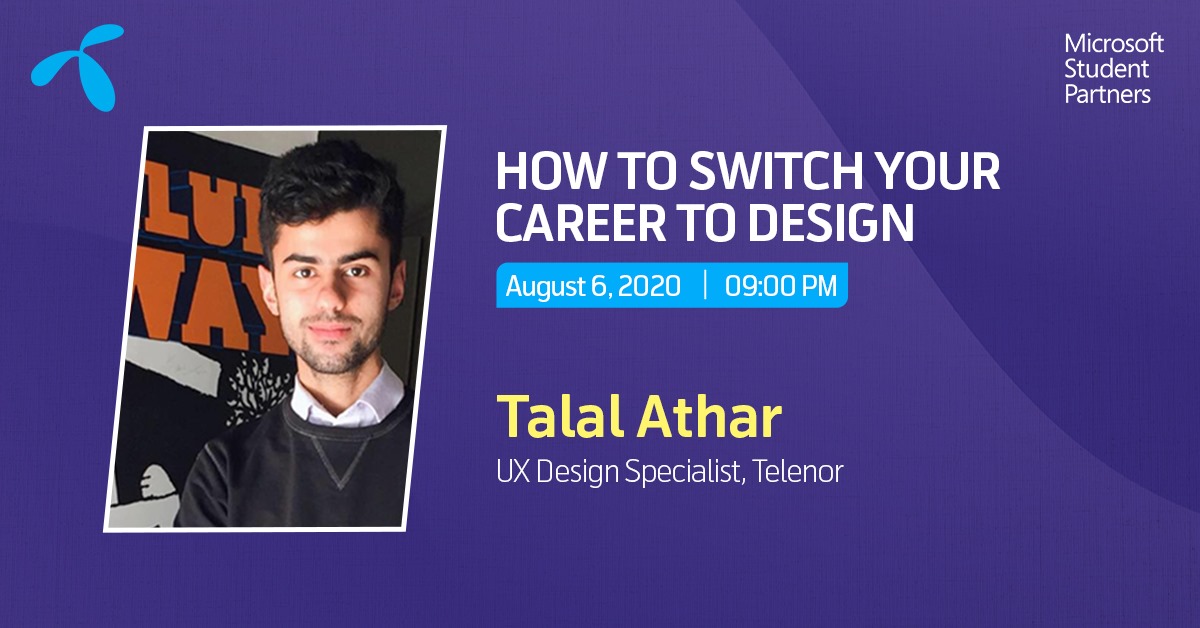 Microsoft
Student
Partners
HOW TO SWITCH YOUR
CAREER TO DESIGN
August 6, 2020 | 09:00 PM
Talal Athar
UX Design Specialist, Telenor